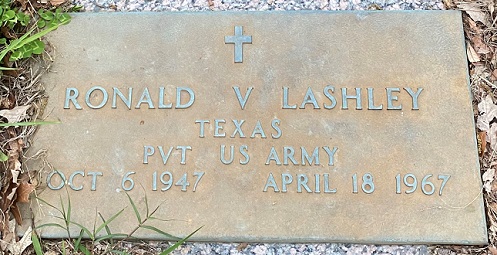 RONALD V LASHLEY
TEXAS
PVT US ARMY
OCT 6 1947 APRIL 18 1967